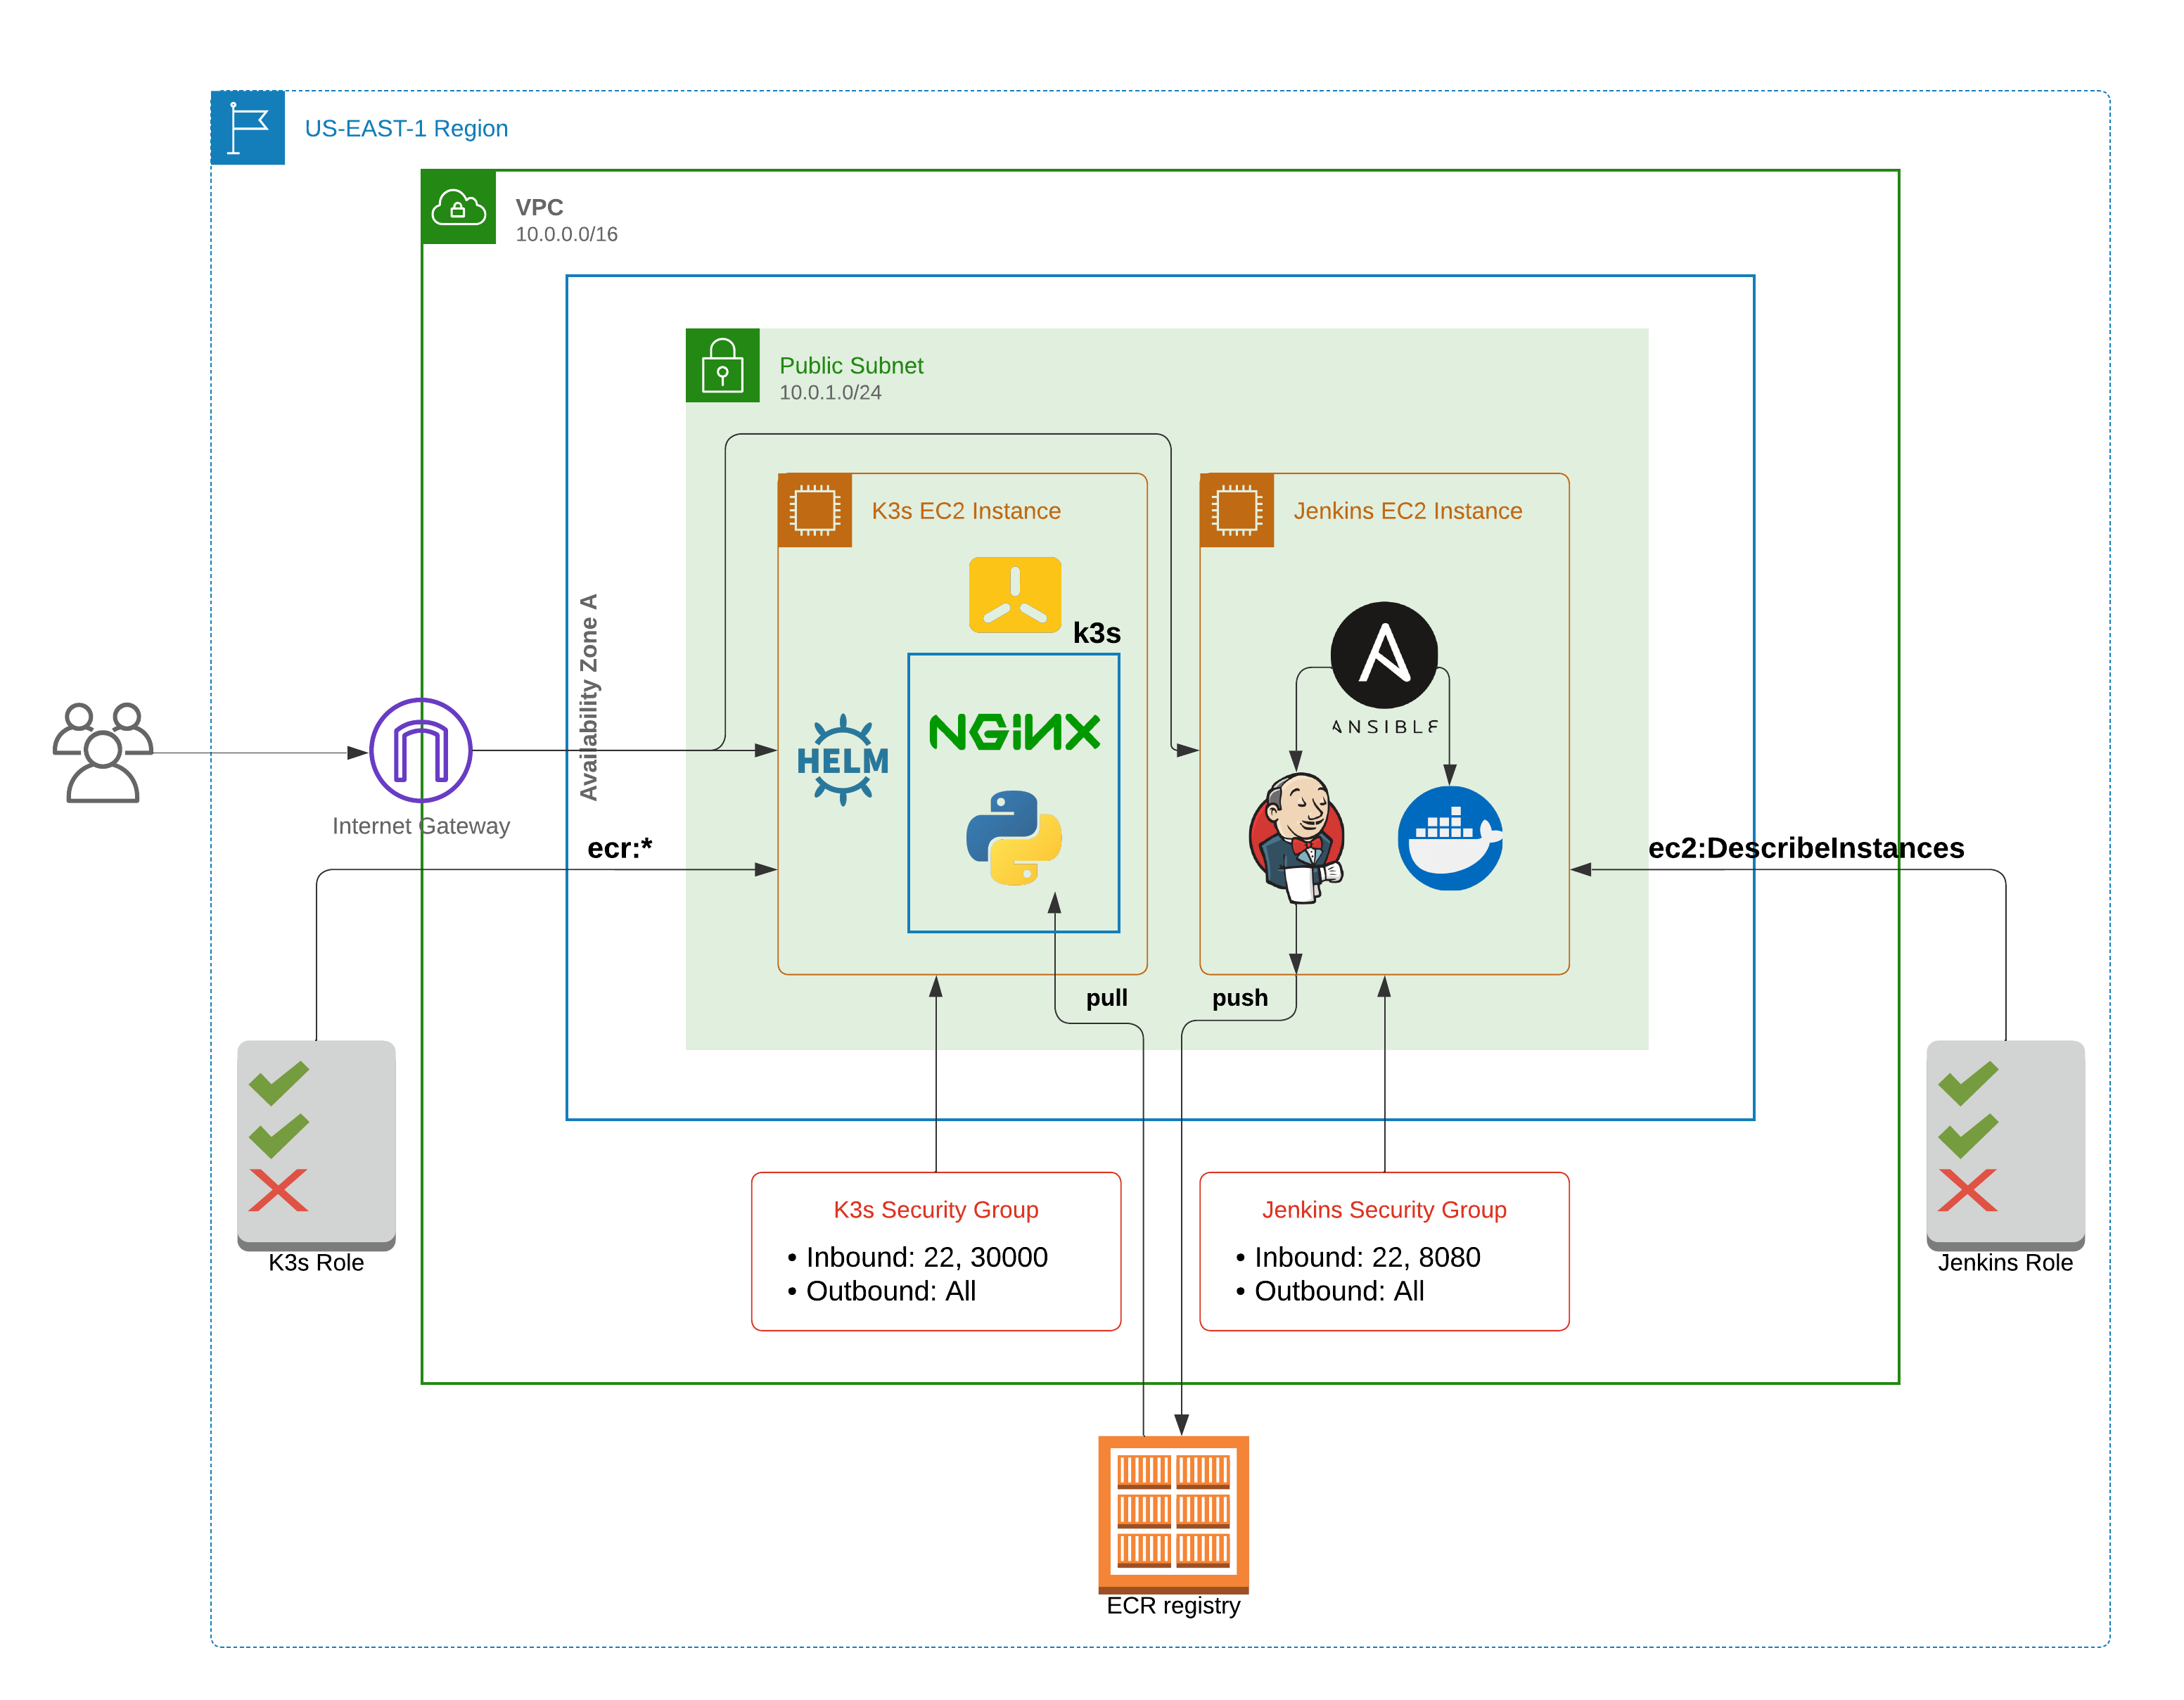 US-EAST-1 Region
VPC
10.0.0.0/16
Public Subnet
10.0.1.0/24
K3s EC2 Instance
Jenkins EC2 Instance
k3s
Availability Zone A
NGiNX
HELM
ANSIBLE
Internet Gateway
ecr:*
ec2:DescribeInstances
pull
push
K3s Security Group
• Inbound: 22, 30000
• Outbound: All
Jenkins Security Group
• Inbound: 22, 8080
• Outbound: All
K3s Role
Jenkins Role
ECR registry